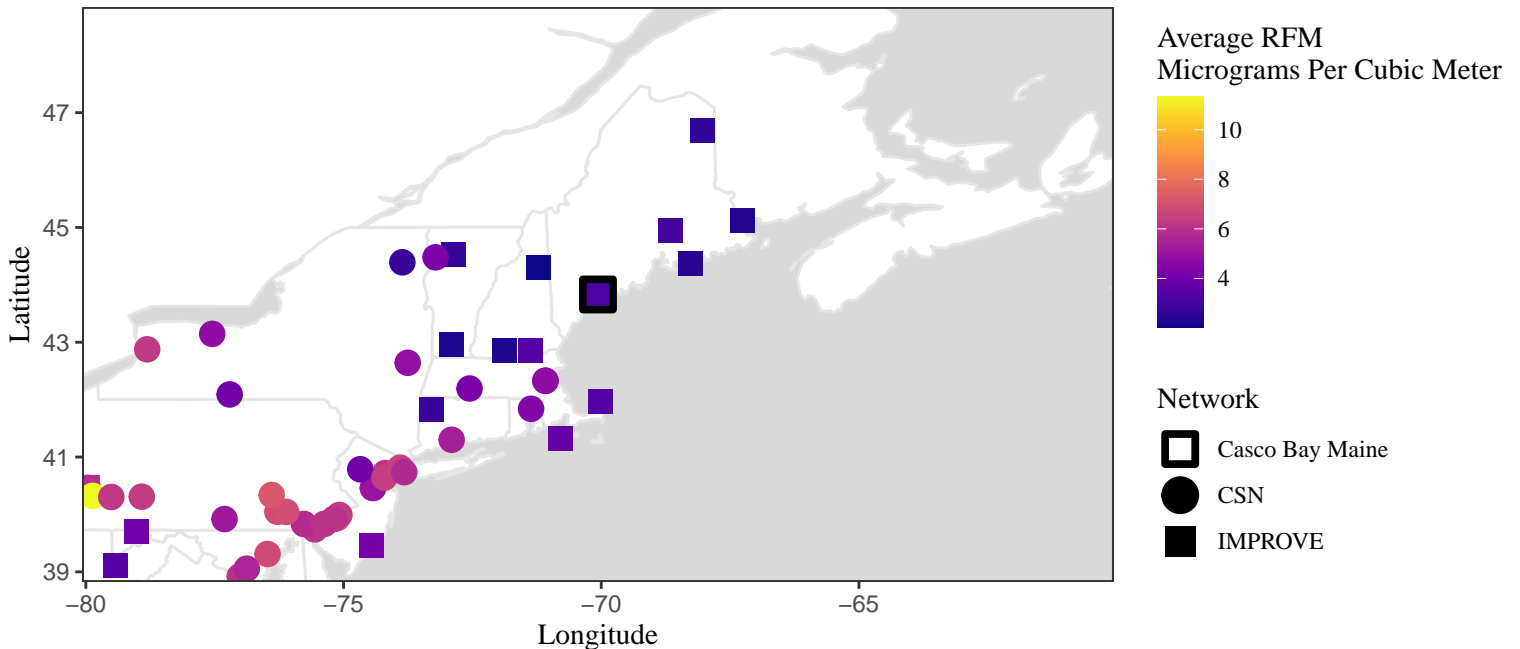 47
45
43
41
39
Latitude
−80
−75
−70
−65
Longitude
Average RFM
Micrograms Per Cubic Meter
10
8
6
4
Network
Casco Bay Maine
CSN
IMPROVE